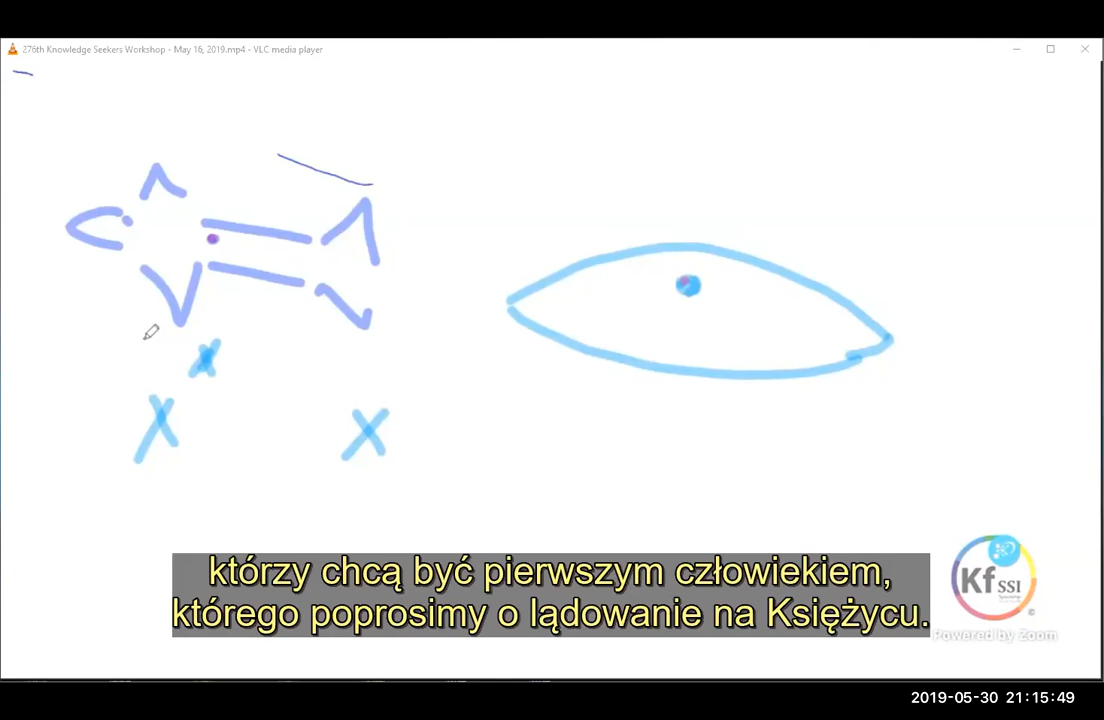 276th Knowledge Seekers Workshop - May 16, 2019.mp4 - VLC media player
X
X
X
którzy chcą być pierwszym człowiekiem,
którego poprosimy o lądowanie na Księżycu.
Kf SSI
Powered by Zoom
2019-05-30 21:15:49